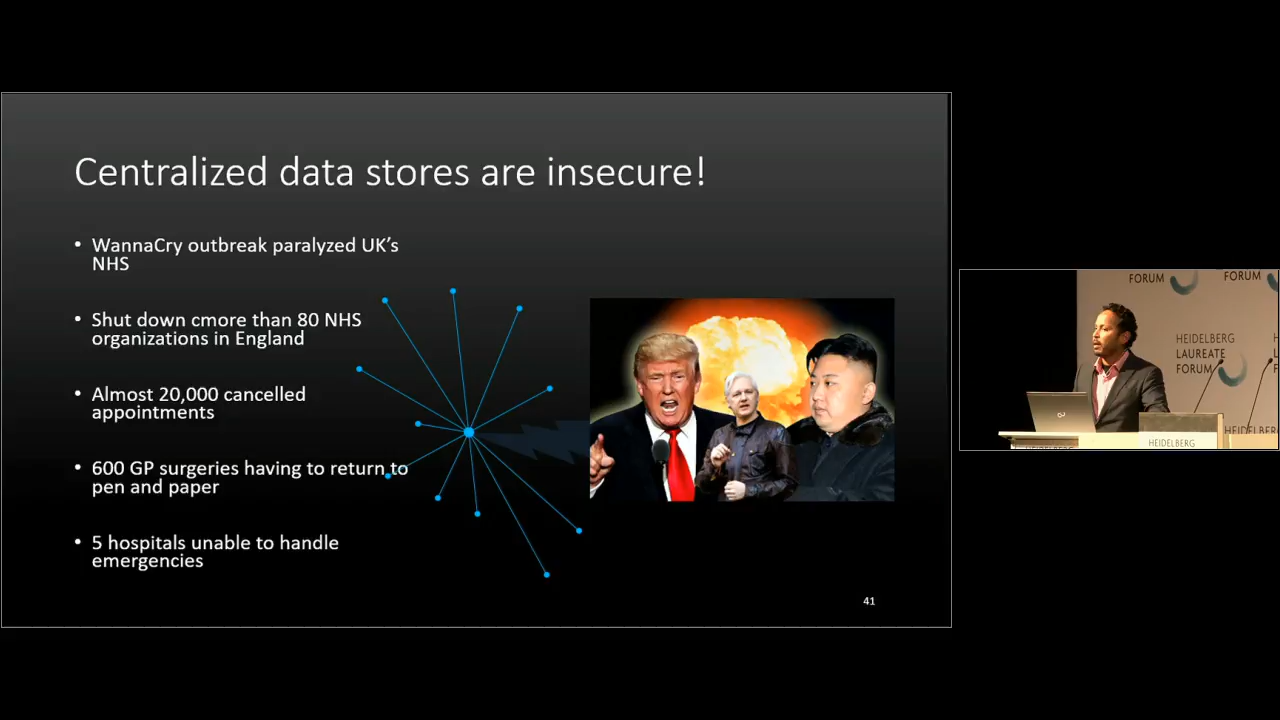 Centralized data stores are insecure!
• WannaCry outbreak paralyzed UK's
NHS
• Shut down cmore than 80 NHS
organizations in England
• Almost 20,000 cancelled
appointments
• 600 GP surgeries having to return to
pen and paper
• 5 hospitals unable to handle
emergencies
41
FORUM
FORUM
HEIDELBERG
LAUREATE
FORUM
HEIDELBERG
HEIDELBERG